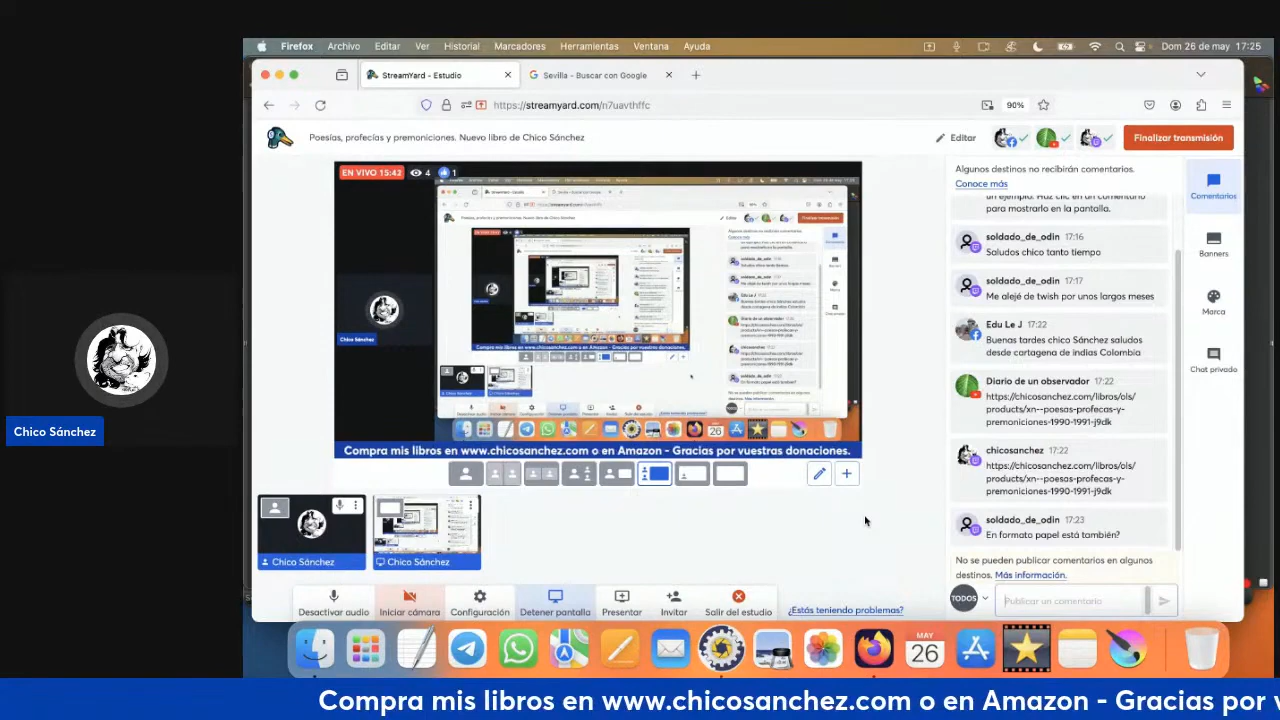 Firefox Archivo Editar Ver Historial Marcadores Herramientas Ventana Ayuda Dom 26 de may 17:25
StreamYard - Estudio
Sevilla - Buscar con Google
https://streamyard.com/n7uavthffc
90%
Poesías, profecías y premoniciones. Nuevo libro de Chico Sánchez
Editar
Finalizar transmisión
EN VIVO 15:42 4 1
Algunos destinos no recibirán comentarios.
Conoce más
un ejemplo. Haz clic en un comentario
para mostrarlo en la pantalla.
soldado_de_odin 17:16
Saludos chico tanto tiempo.
soldado_de_odin 17:21
Me alejé de twish por unos largos meses
Edu Le J 17:22
Buenas tardes chico Sánchez saludos
desde cartagena de indias Colombia
Diario de un observador 17:22
https://chicosanchez.com/libros/ols/
products/xn--poesas-profecas-y-
premoniciones-1990-1991-j9dk
chicosanchez 17:22
https://chicosanchez.com/libros/ols/
products/xn--poesas-profecas-y-
premoniciones-1990-1991-j9dk
soldado_de_odin 17:23
En formato papel está también?
No se pueden publicar comentarios en algunos
destinos. Más información.
TODOS
Publicar un comentario
Comentarios
Banners
Marca
Chat privado
Chico Sánchez
Compra mis libros en www.chicosanchez.com o en Amazon - Gracias por vuestras donaciones.
Chico Sánchez
Chico Sánchez
Chico Sánchez
Desactivar audio
Iniciar cámara
Configuración
Detener pantalla
Presentar
Invitar
Salir del estudio
¿Estás teniendo problemas?
MAY
26
Compra mis libros en www.chicosanchez.com o en Amazon - Gracias por v